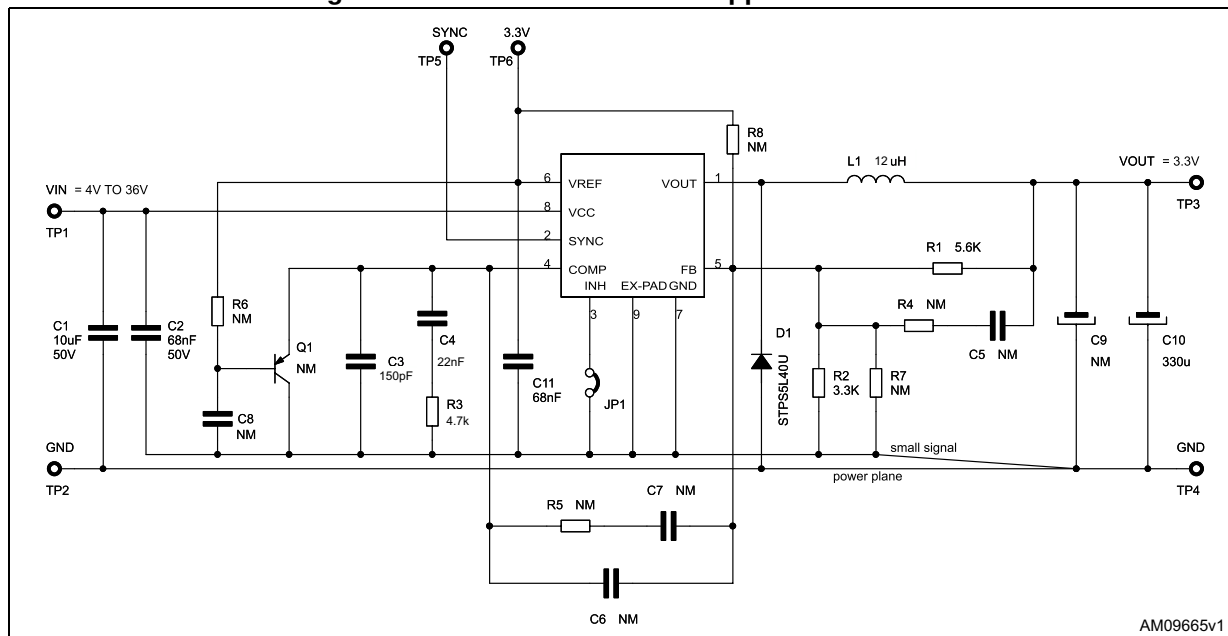 SYNC
TP5
3.3V
TP6
R8
NM
L1 12 uH
VOUT = 3.3V
TP3
VIN = 4V TO 36V
TP1
6 VREF
8 VCC
2 SYNC
4 COMP
VOUT 1
FB 5
INH EX-PAD GND
3 9 7
R1 5.6K
R4 NM
C5 NM
R6
NM
C1
10uF
50V
C2
68nF
50V
Q1
NM
C3
150pF
C4
22nF
R3
4.7k
C11
68nF
JP1
D1
STPS5L40U
R2
3.3K
R7
NM
C9
NM
C10
330u
C8
NM
GND
TP2
small signal
power plane
GND
TP4
R5 NM
C7 NM
C6 NM
AM09665v1